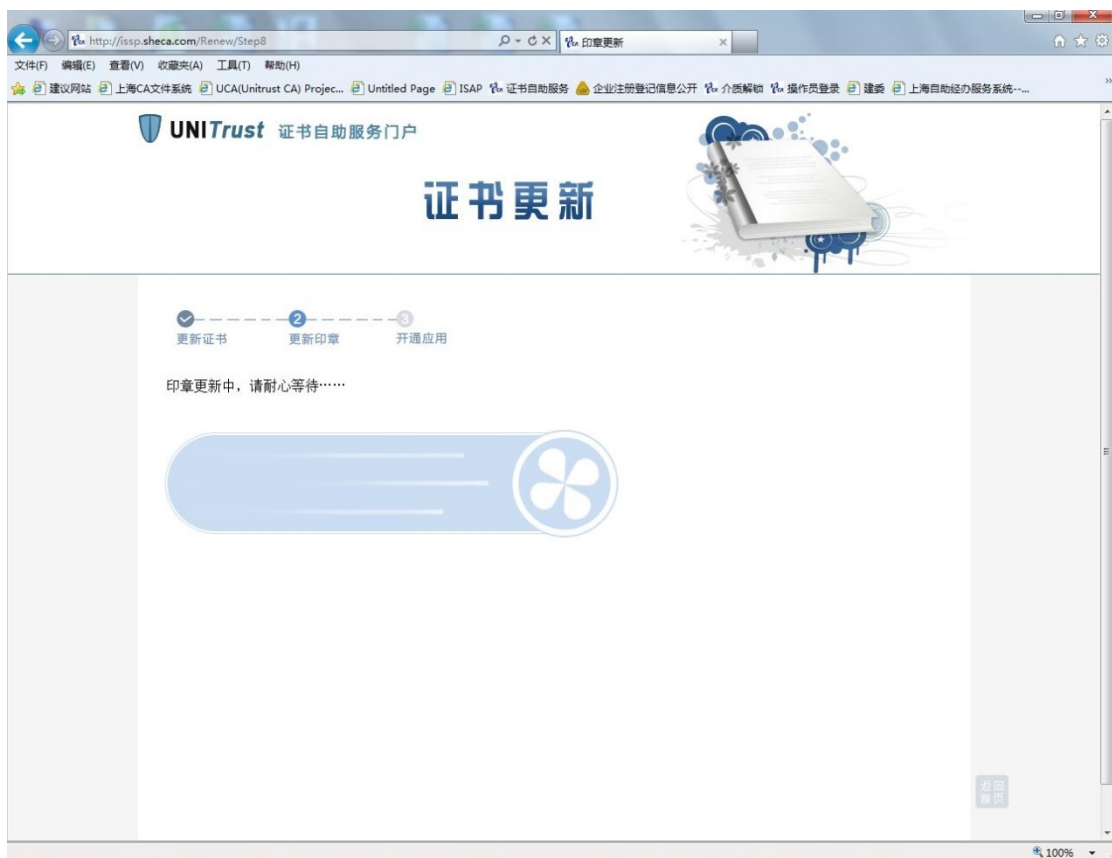 http://issp.sheca.com/Renew/Step8
印章更新
文件(F) 编辑(E) 查看(V) 收藏夹(A) 工具(T) 帮助(H)
建议网站 上海CA文件系统 UCA(Unitrust CA) Projec... Untitled Page ISAP 证书自助服务 企业注册登记信息公开 介质解锁 操作员登录 建委 上海自助经办服务系统--...
UNITrust 证书自助服务门户
证书更新
2 3
更新证书 更新印章 开通应用
印章更新中，请耐心等待……
返回
首页
100%